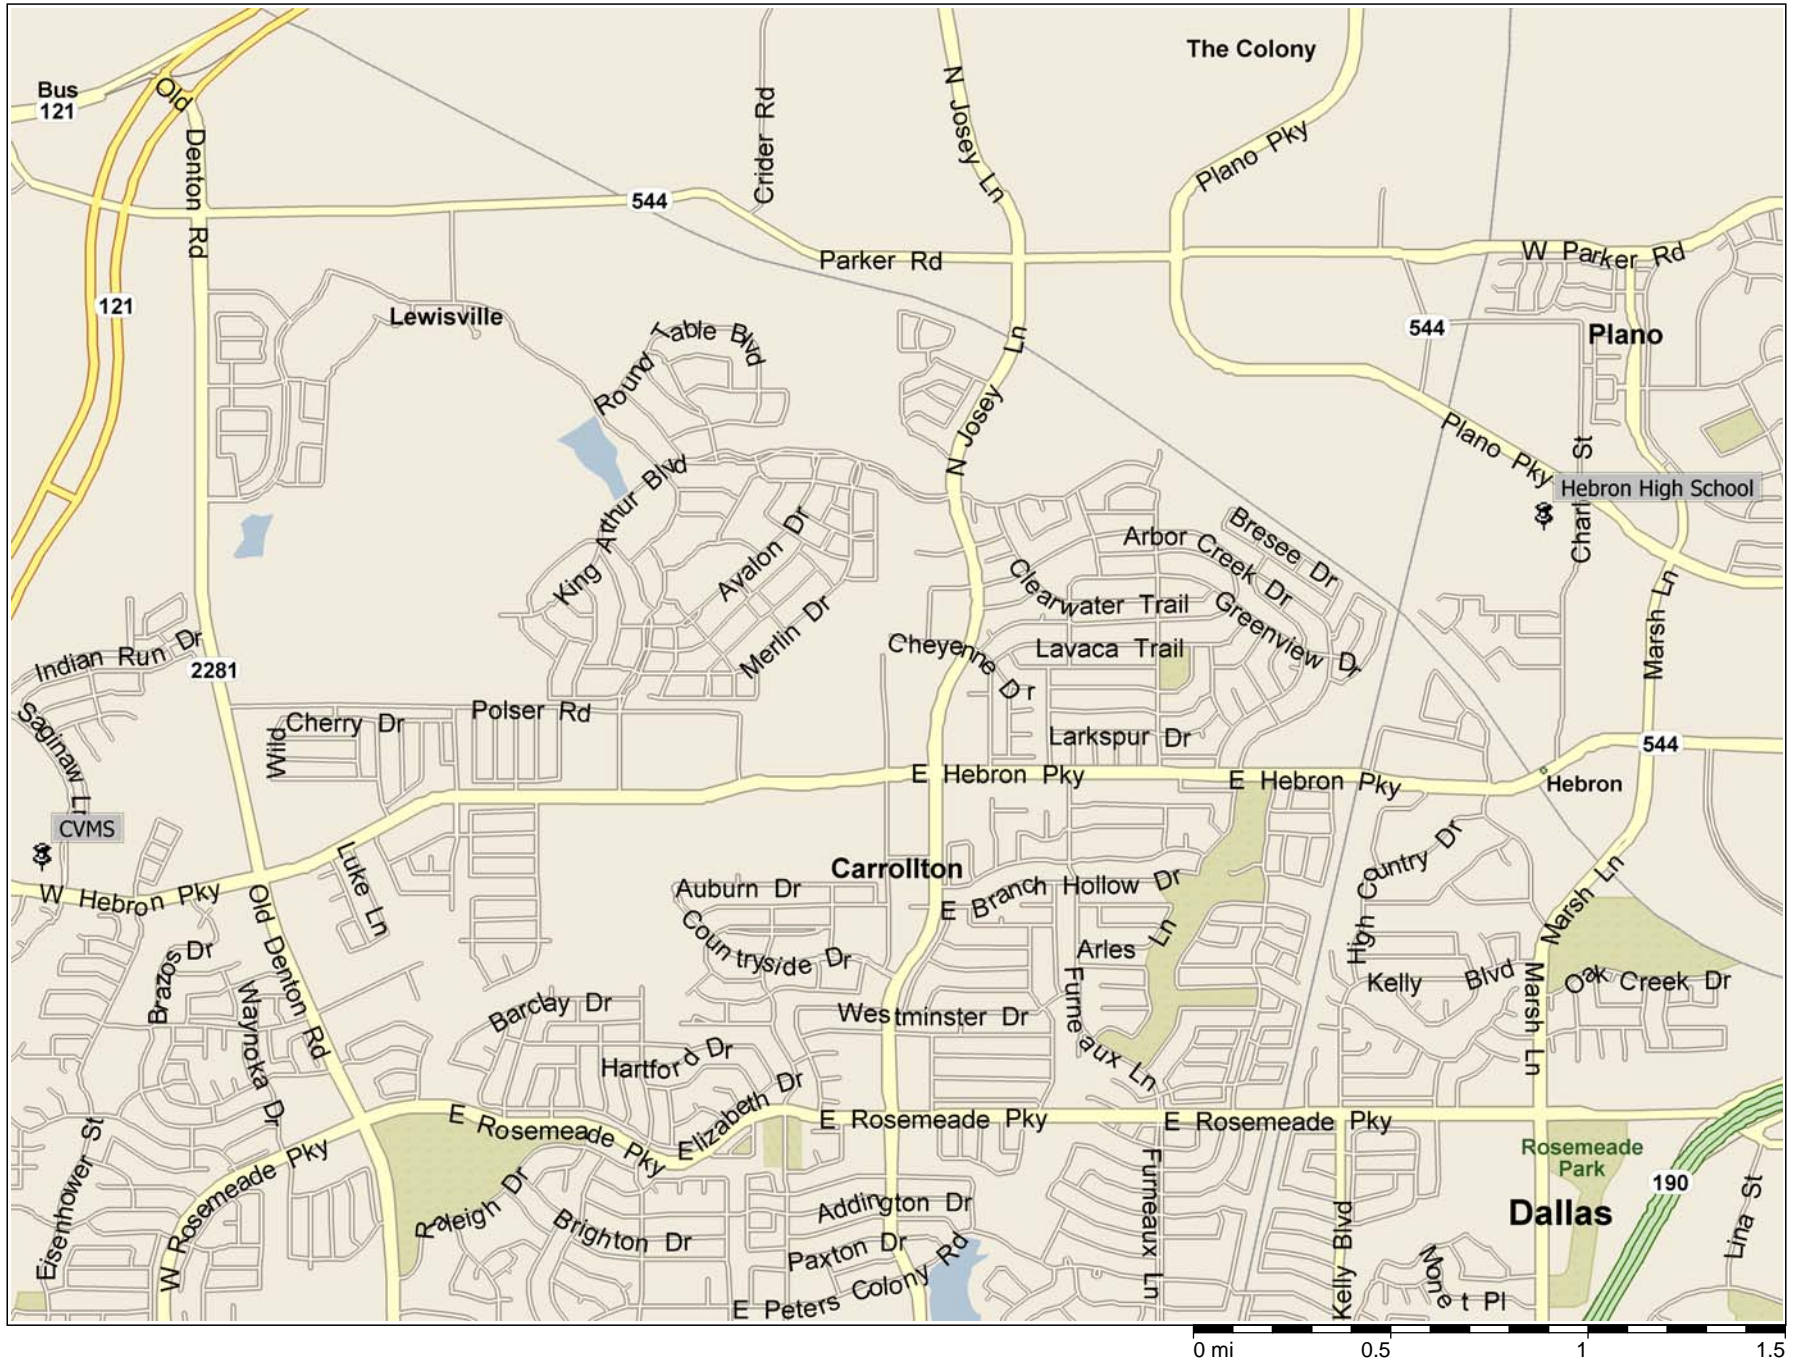 The Colony
Bus
121
Old Denton Rd
Crider Rd
N Josey Ln
Plano Pky
544
Parker Rd
W Parker Rd
121
Lewisville
Round Table Blvd
N Josey Ln
544
Plano
Plano Pky
Charl St
Hebron High School
King Arthur Blvd
Avalon Dr
Merlin Dr
Arbor Creek Dr
Bresee Dr
Clearwater Trail
Greenview Dr
Cheyenne Dr
Lavaca Trail
Marsh Ln
Indian Run Dr
2281
Saginaw Ln
Wild Cherry Dr
Polser Rd
Larkspur Dr
544
E Hebron Pky
E Hebron Pky
Hebron
CVMS
W Hebron Pky
Luke Ln
Carrollton
Auburn Dr
E Branch Hollow Dr
High Country Dr
Marsh Ln
Old Denton Rd
Countryside Dr
Arles Ln
Brazos Dr
Waynoka Dr
Kelly Blvd
Oak Creek Dr
Barclay Dr
Westminster Dr
Furneaux Ln
Marsh Ln
Hartford Dr
Elizabeth Dr
E Rosemeade Pky
E Rosemeade Pky
E Rosemeade Pky
Eisenhower St
W Rosemeade Pky
Raleigh Dr
Brighton Dr
Addington Dr
Paxton Dr
E Peters Colony Rd
Furneaux Ln
Kelly Blvd
Monet Pl
Rosemeade
Park
190
Dallas
Lina St
0 mi 0.5 1 1.5